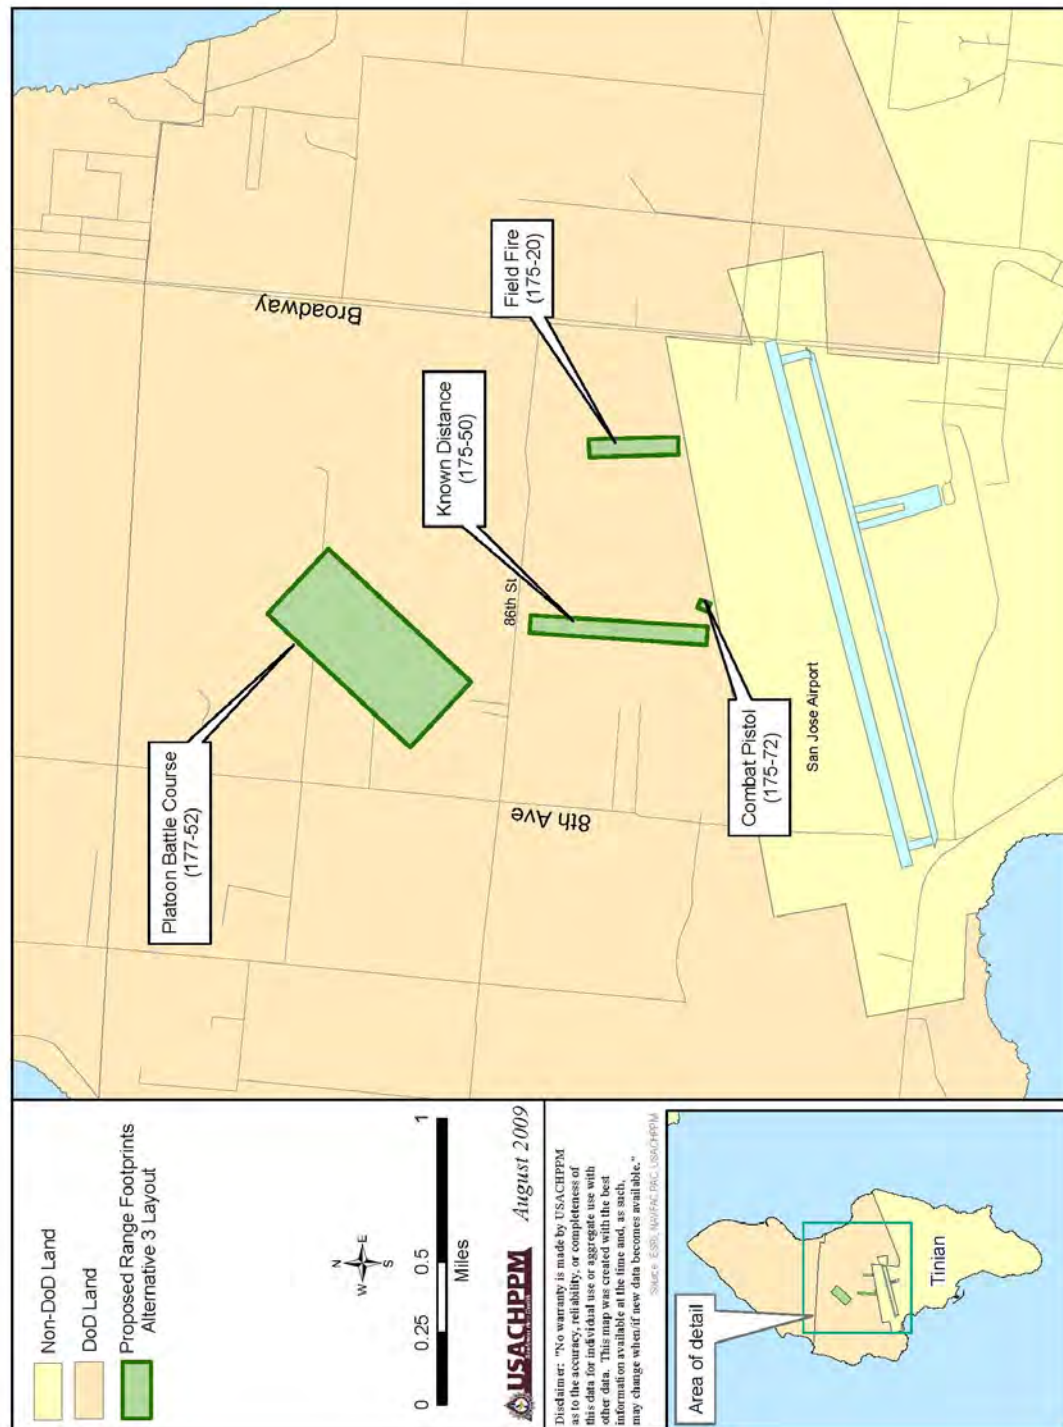 Non-DoD Land
DoD Land
Proposed Range Footprints
Alternative 3 Layout
N
W
E
S
0
0.25
0.5
1
Miles
USACHPPM
August 2009
Disclaimer: "No warranty is made by USACHPPM
as to the accuracy, reliability, or completeness of
this data for individual use or aggregate use with
other data. This map was created with the best
information available at the time and, as such,
may change when/if new data becomes available."
Source: ESRI, NAVFAC PAC, USACHPPM
Area of detail
Tinian
Platoon Battle Course
(177-52)
Known Distance
(175-50)
Field Fire
(175-20)
Combat Pistol
(175-72)
Broadway
86th St
8th Ave
San Jose Airport